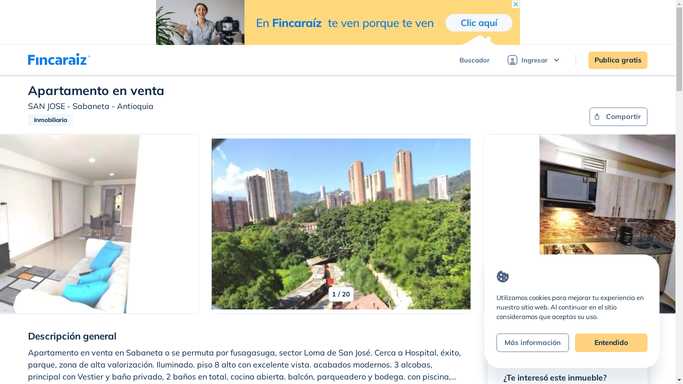 En Fincaraíz te ven porque te ven
Clic aquí
Fincaraiz
Buscador
Ingresar
Publica gratis
Apartamento en venta
SAN JOSE - Sabaneta - Antioquia
Inmobiliaria
Compartir
1 / 20
Utilizamos cookies para mejorar tu experiencia en
nuestro sitio web. Al continuar en el sitio
consideramos que aceptas su uso.
Más información
Entendido
Descripción general
Apartamento en venta en Sabaneta o se permuta por fusagasuga, sector Loma de San José. Cerca a Hospital, éxito,
parque, zona de alta valorización. Iluminado. piso 8 alto con excelente vista. acabados modernos. 3 alcobas,
principal con Vestier y baño privado, 2 baños en total, cocina abierta. balcón, parqueadero y bodega. con piscina,...
¿Te interesó este inmueble?